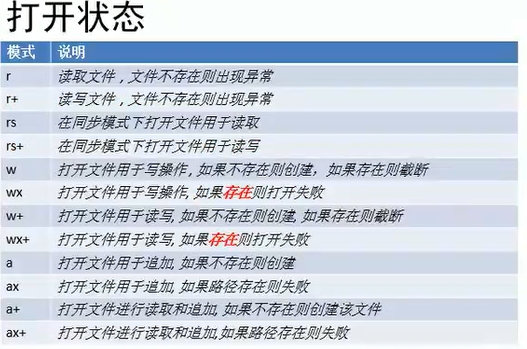 打开状态
模式 说明
r 读取文件，文件不存在则出现异常
r+ 读写文件，文件不存在则出现异常
rs 在同步模式下打开文件用于读取
rs+ 在同步模式下打开文件用于读写
w 打开文件用于写操作，如果不存在则创建，如果存在则截断
wx 打开文件用于写操作, 如果存在则打开失败
w+ 打开文件用于读写, 如果不存在则创建, 如果存在则截断
wx+ 打开文件用于读写, 如果存在则打开失败
a 打开文件用于追加, 如果不存在则创建
ax 打开文件用于追加, 如果路径存在则失败
a+ 打开文件进行读取和追加，如果不存在则创建该文件
ax+ 打开文件进行读取和追加,如果路径存在则失败